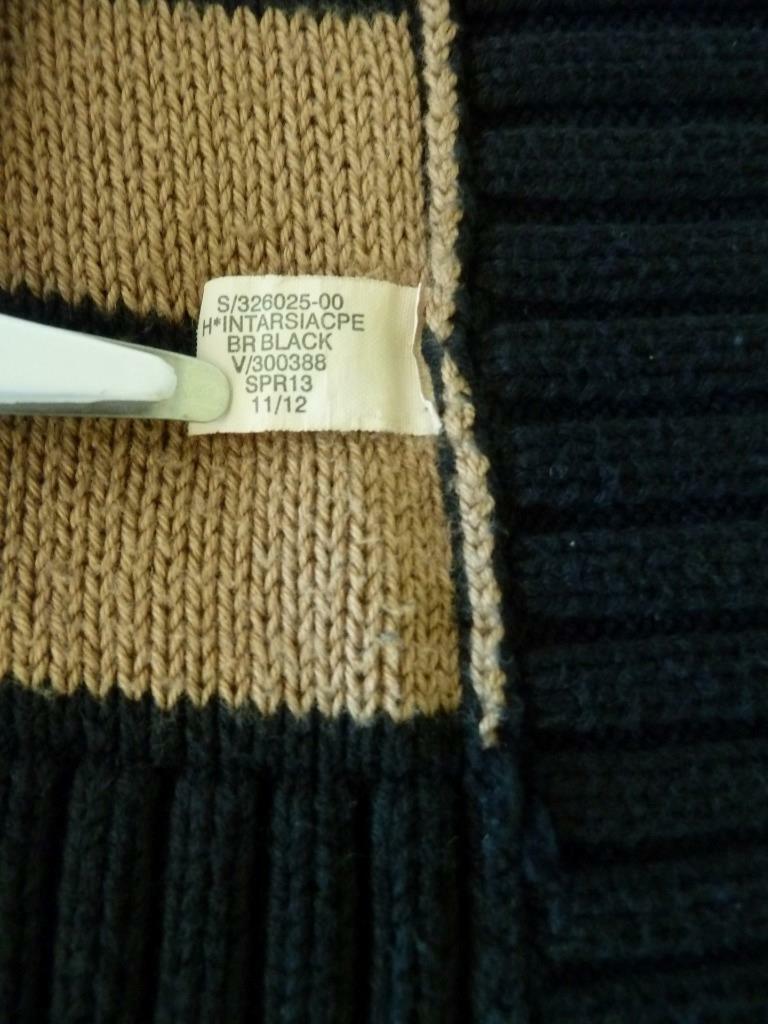 S/326025-00
H*INTARSIACPE
BR BLACK
V/300388
SPR13
11/12